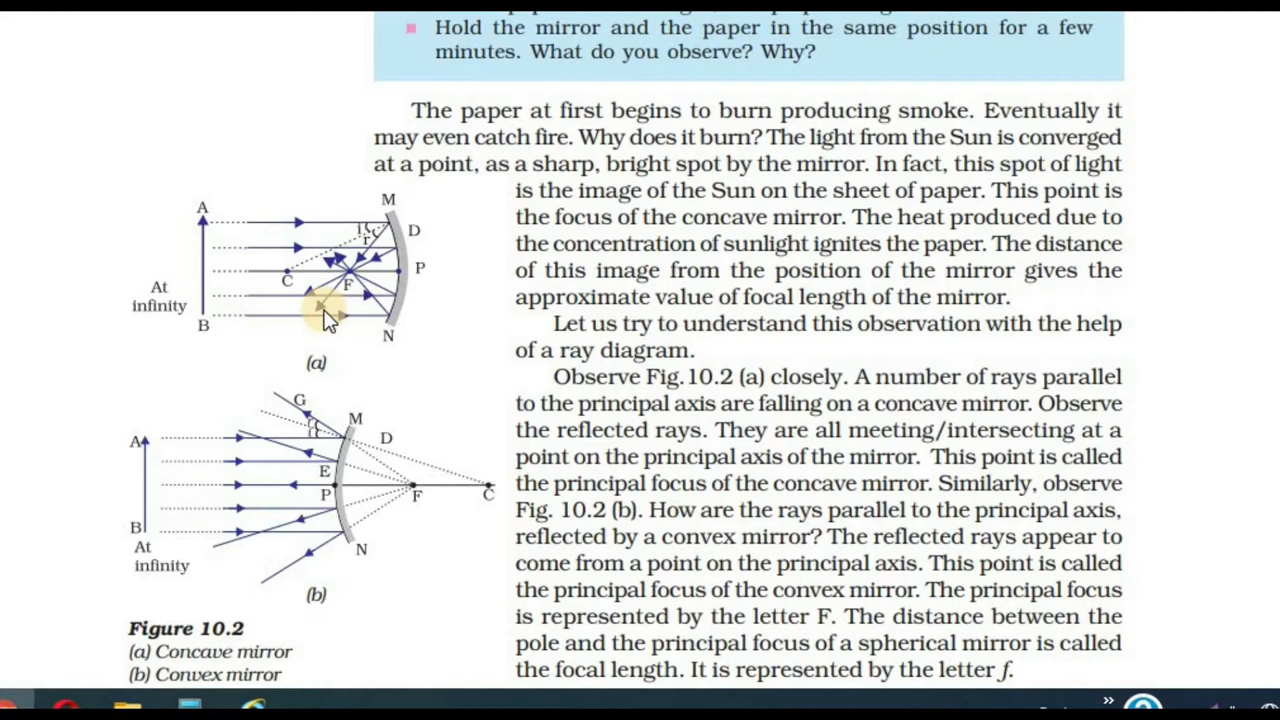 Hold the mirror and the paper in the same position for a few
minutes. What do you observe? Why?
The paper at first begins to burn producing smoke. Eventually it
may even catch fire. Why does it burn? The light from the Sun is converged
at a point, as a sharp, bright spot by the mirror. In fact, this spot of light
is the image of the Sun on the sheet of paper. This point is
the focus of the concave mirror. The heat produced due to
the concentration of sunlight ignites the paper. The distance
of this image from the position of the mirror gives the
approximate value of focal length of the mirror.
Let us try to understand this observation with the help
of a ray diagram.
Observe Fig.10.2 (a) closely. A number of rays parallel
to the principal axis are falling on a concave mirror. Observe
the reflected rays. They are all meeting/intersecting at a
point on the principal axis of the mirror. This point is called
the principal focus of the concave mirror. Similarly, observe
Fig. 10.2 (b). How are the rays parallel to the principal axis,
reflected by a convex mirror? The reflected rays appear to
come from a point on the principal axis. This point is called
the principal focus of the convex mirror. The principal focus
is represented by the letter F. The distance between the
pole and the principal focus of a spherical mirror is called
the focal length. It is represented by the letter f.
A
M
D
r
C
F
P
At
infinity
B
N
(a)
G
M
A
D
E
P
F
C
B
At
infinity
N
(b)
Figure 10.2
(a) Concave mirror
(b) Convex mirror
»